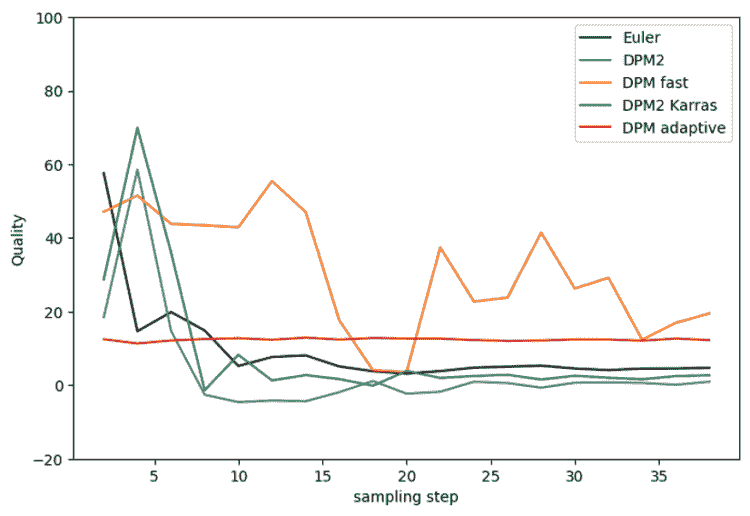 100
80
60
40
20
0
−20
Quality
5
10
15
20
25
30
35
sampling step
Euler
DPM2
DPM fast
DPM2 Karras
DPM adaptive